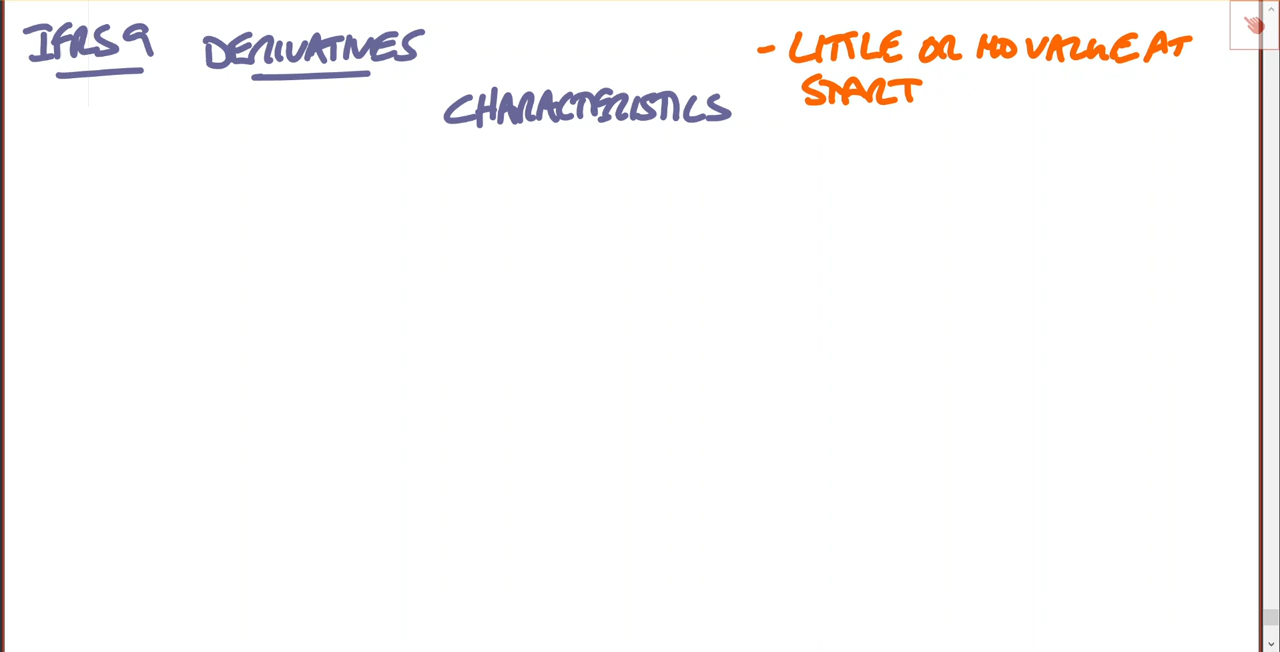 IFRS 9 DERIVATIVES
- LITTLE OR NO VALUE AT
START
CHARACTERISTICS